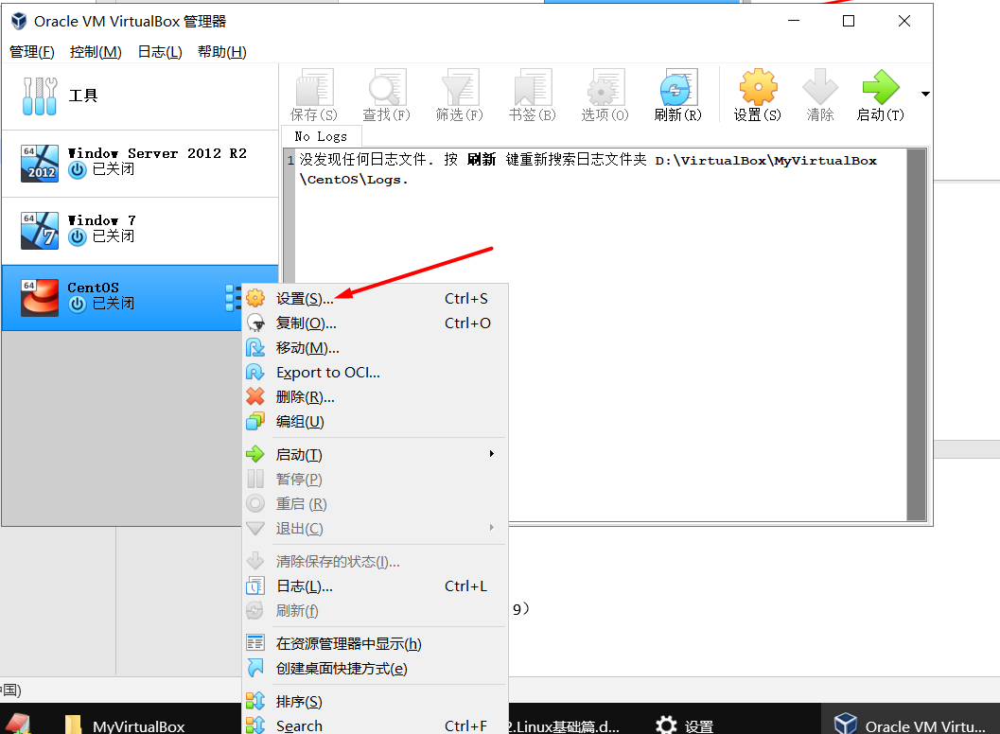 Oracle VM VirtualBox 管理器
管理(F) 控制(M) 日志(L) 帮助(H)
工具
保存(S) 查找(F) 筛选(F) 书签(B) 选项(O) 刷新(R) 设置(S) 清除 启动(T)
No Logs
64 2012 Window Server 2012 R2
已关闭
1 没发现任何日志文件. 按 刷新 键重新搜索日志文件夹 D:\VirtualBox\MyVirtualBox
\CentOS\Logs.
64 7 Window 7
已关闭
64 CentOS
已关闭
设置(S)... Ctrl+S
复制(O)... Ctrl+O
移动(M)...
Export to OCI...
删除(R)...
编组(U)
启动(T)
暂停(P)
重启 (R)
退出(C)
清除保存的状态(I)...
日志(L)... Ctrl+L
刷新(f)
9)
在资源管理器中显示(h)
创建桌面快捷方式(e)
国)
排序(S)
Search Ctrl+F
MyVirtualBox 2.Linux基础篇.d... 设置 Oracle VM Virtu...